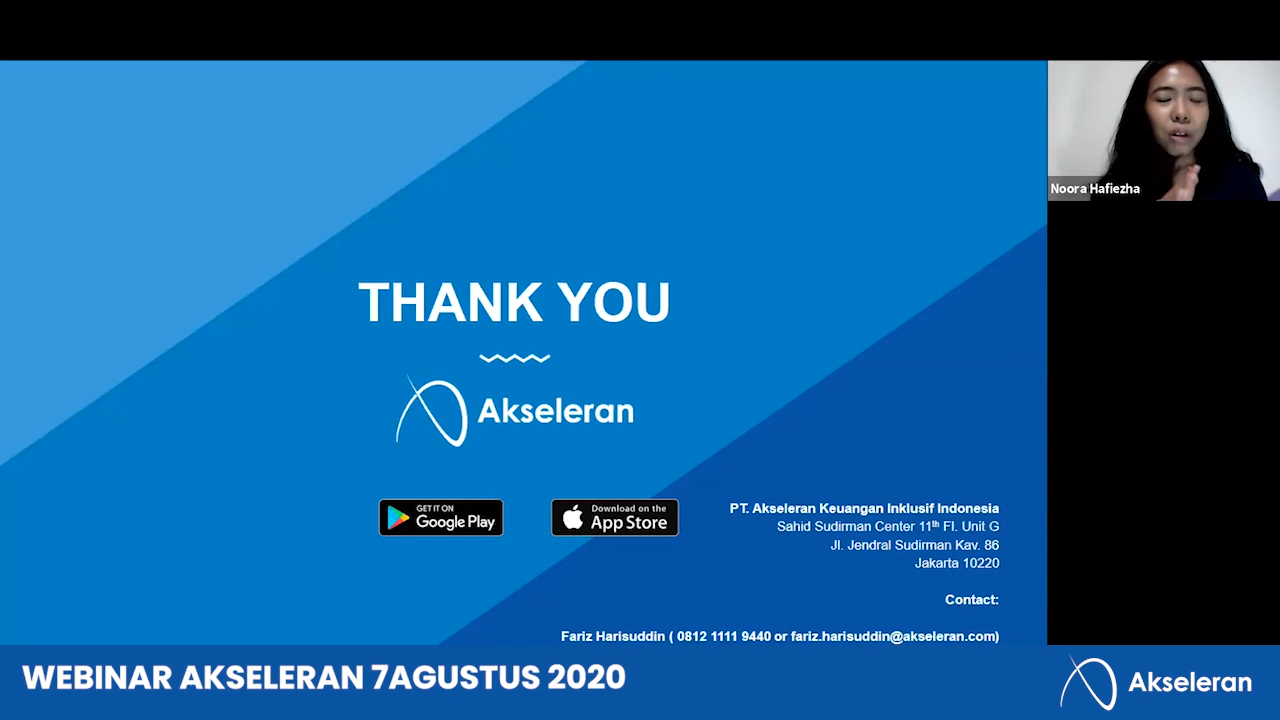 Noora Hafiezha
THANK YOU
Akseleran
GET IT ON
Google Play
Download on the
App Store
PT. Akseleran Keuangan Inklusif Indonesia
Sahid Sudirman Center 11th Fl. Unit G
Jl. Jendral Sudirman Kav. 86
Jakarta 10220
Contact:
Fariz Harisuddin ( 0812 1111 9440 or fariz.harisuddin@akseleran.com)
WEBINAR AKSELERAN 7AGUSTUS 2020
Akseleran